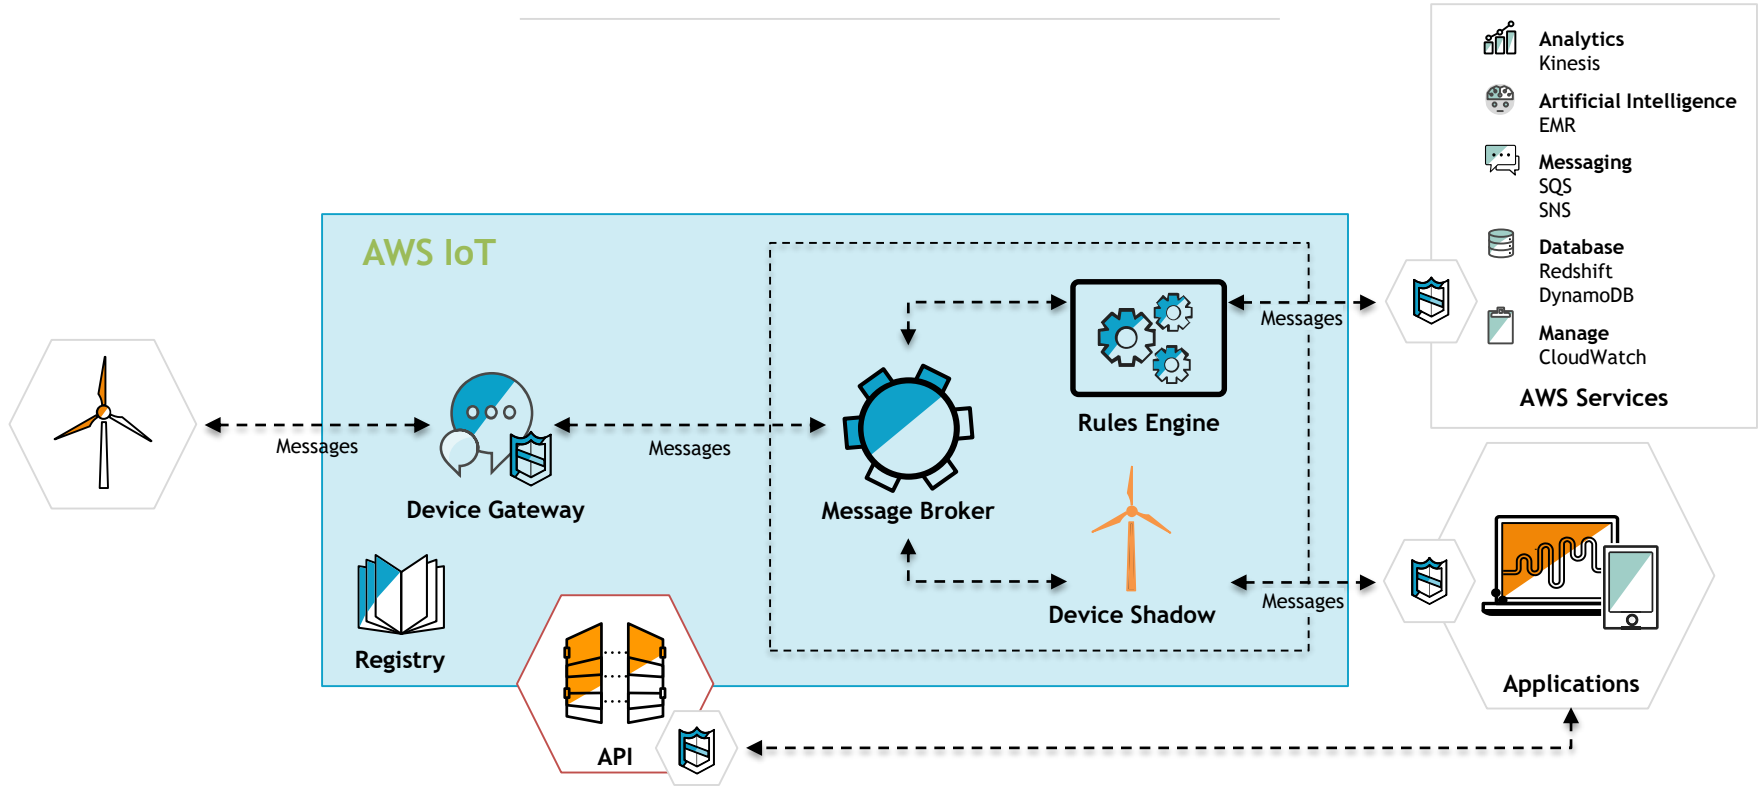 Analytics
Kinesis
Artificial Intelligence
EMR
Messaging
SQS
SNS
Database
Redshift
DynamoDB
Manage
CloudWatch
AWS Services
AWS IoT
Messages
Rules Engine
Messages
Messages
Device Gateway
Message Broker
Messages
Device Shadow
Registry
Applications
API